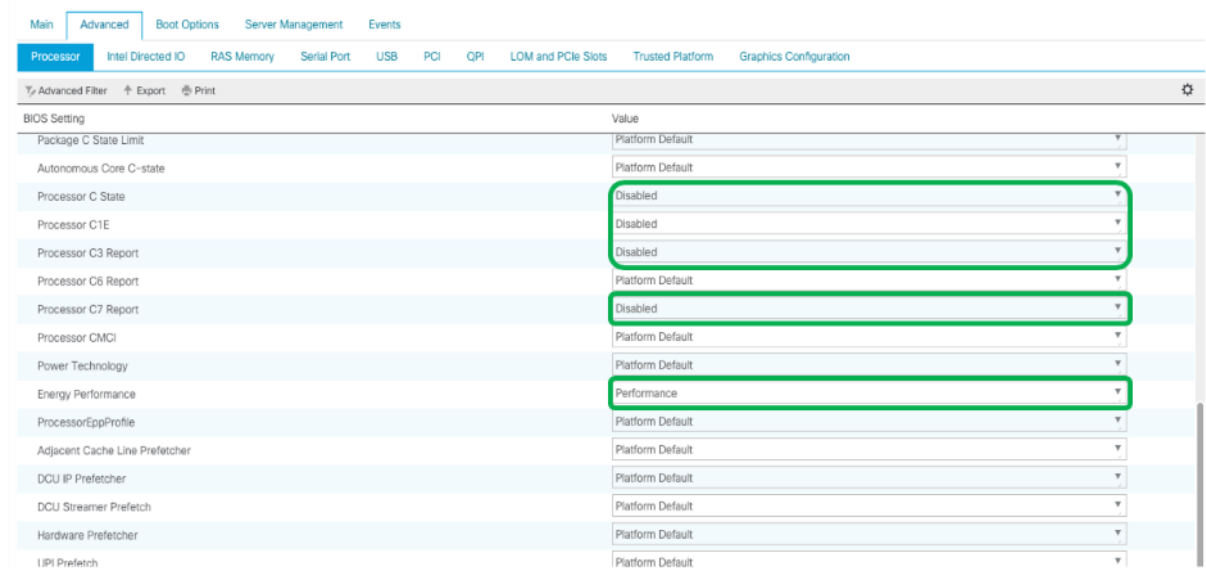 Main Advanced Boot Options Server Management Events
Processor Intel Directed IO RAS Memory Serial Port USB PCI QPI LOM and PCIe Slots Trusted Platform Graphics Configuration
Advanced Filter Export Print
BIOS Setting Value
Package C State Limit Platform Default
Autonomous Core C-state Platform Default
Processor C State Disabled
Processor C1E Disabled
Processor C3 Report Disabled
Processor C6 Report Platform Default
Processor C7 Report Disabled
Processor CMCI Platform Default
Power Technology Platform Default
Energy Performance Performance
ProcessorEppProfile Platform Default
Adjacent Cache Line Prefetcher Platform Default
DCU IP Prefetcher Platform Default
DCU Streamer Prefetch Platform Default
Hardware Prefetcher Platform Default
UPI Prefetch Platform Default